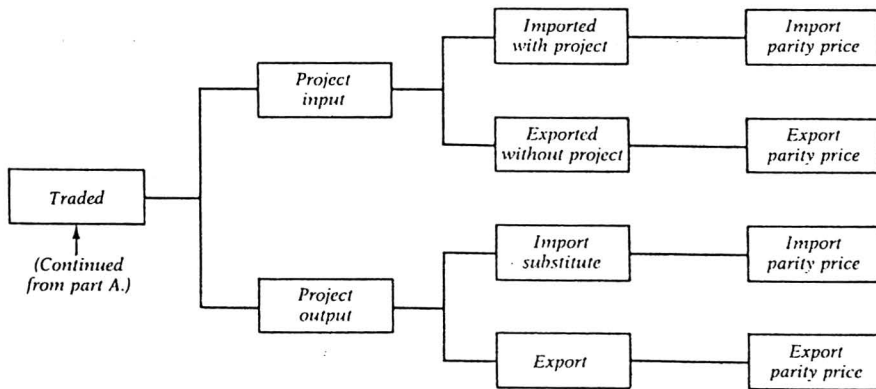 Imported
with project
Import
parity price
Project
input
Exported
without project
Export
parity price
Traded
(Continued
from part A.)
Import
substitute
Import
parity price
Project
output
Export
Export
parity price